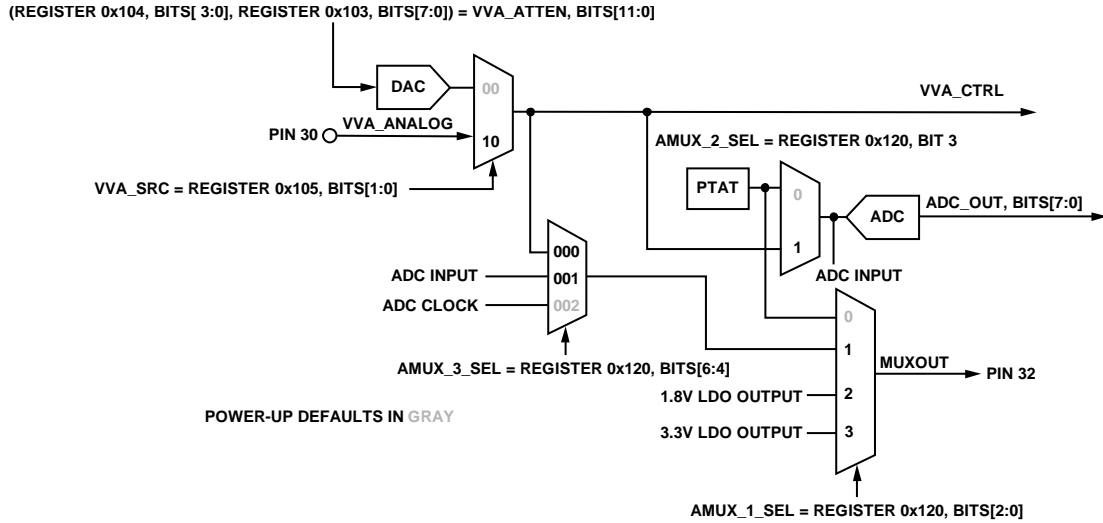 (REGISTER 0x104, BITS[ 3:0], REGISTER 0x103, BITS[7:0]) = VVA_ATTEN, BITS[11:0]
DAC
00
VVA_CTRL
PIN 30
VVA_ANALOG
10
AMUX_2_SEL = REGISTER 0x120, BIT 3
VVA_SRC = REGISTER 0x105, BITS[1:0]
PTAT
0
ADC
ADC_OUT, BITS[7:0]
1
000
ADC INPUT
001
ADC INPUT
ADC CLOCK
002
0
1
AMUX_3_SEL = REGISTER 0x120, BITS[6:4]
MUXOUT
PIN 32
1.8V LDO OUTPUT
2
POWER-UP DEFAULTS IN GRAY
3.3V LDO OUTPUT
3
AMUX_1_SEL = REGISTER 0x120, BITS[2:0]